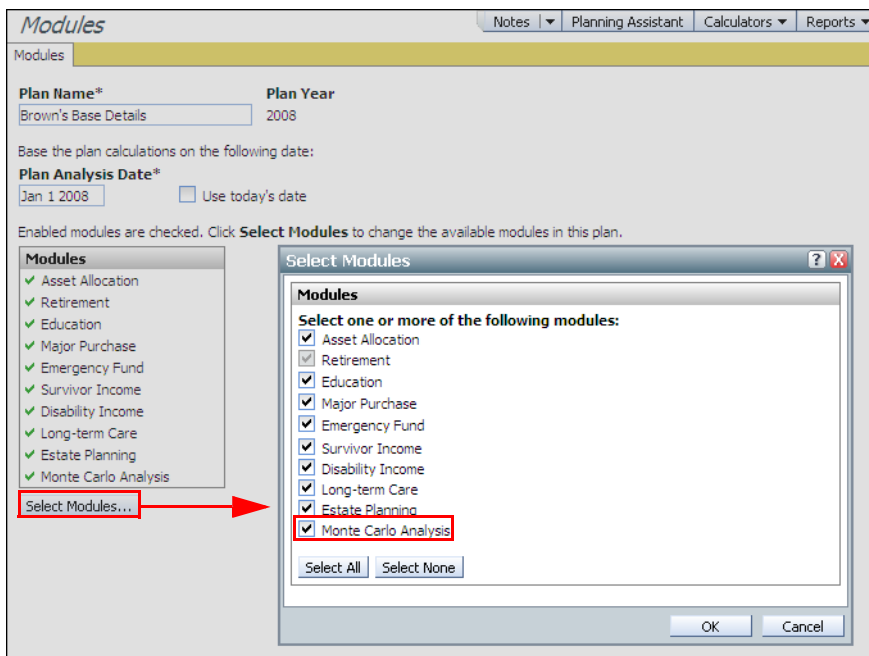 Modules
Notes Planning Assistant Calculators Reports
Modules
Plan Name* Plan Year
Brown's Base Details 2008
Base the plan calculations on the following date:
Plan Analysis Date*
Jan 1 2008 Use today's date
Enabled modules are checked. Click Select Modules to change the available modules in this plan.
Modules
Asset Allocation
Retirement
Education
Major Purchase
Emergency Fund
Survivor Income
Disability Income
Long-term Care
Estate Planning
Monte Carlo Analysis
Select Modules...
Select Modules ? X
Modules
Select one or more of the following modules:
Asset Allocation
Retirement
Education
Major Purchase
Emergency Fund
Survivor Income
Disability Income
Long-term Care
Estate Planning
Monte Carlo Analysis
Select All Select None
OK Cancel